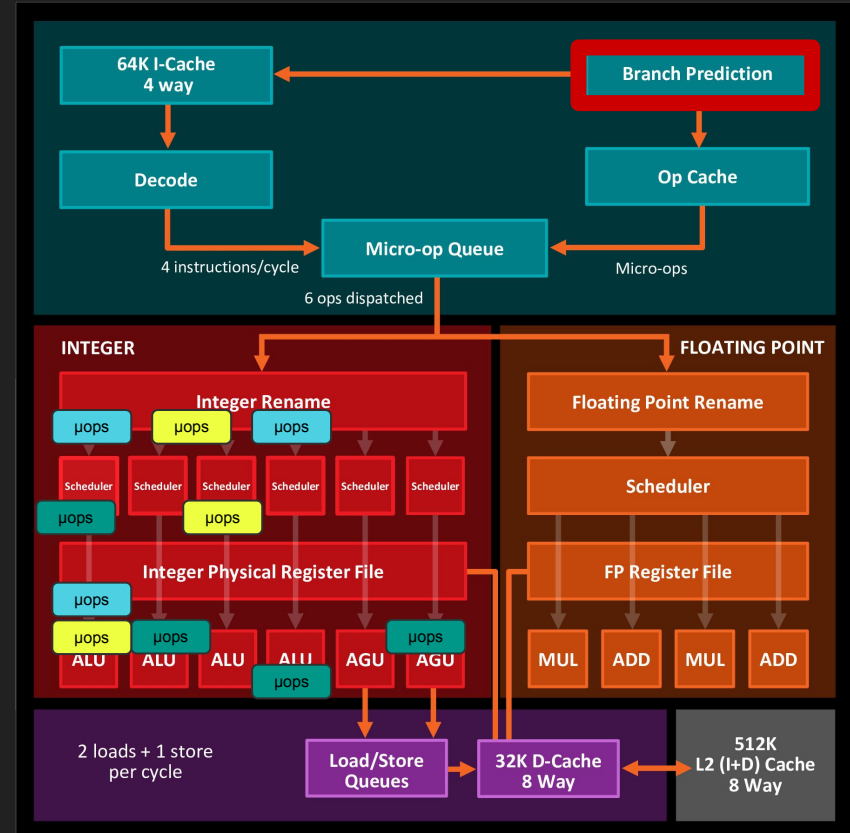 64K I-Cache
4 way
Branch Prediction
Decode
Op Cache
Micro-op Queue
4 instructions/cycle
Micro-ops
6 ops dispatched
INTEGER
FLOATING POINT
Integer Rename
Floating Point Rename
µops
µops
µops
Scheduler
Scheduler
Scheduler
Scheduler
Scheduler
Scheduler
Scheduler
µops
µops
Integer Physical Register File
FP Register File
µops
µops
µops
µops
ALU
ALU
ALU
ALU
AGU
AGU
MUL
ADD
MUL
ADD
µops
2 loads + 1 store
per cycle
Load/Store
Queues
32K D-Cache
8 Way
512K
L2 (I+D) Cache
8 Way